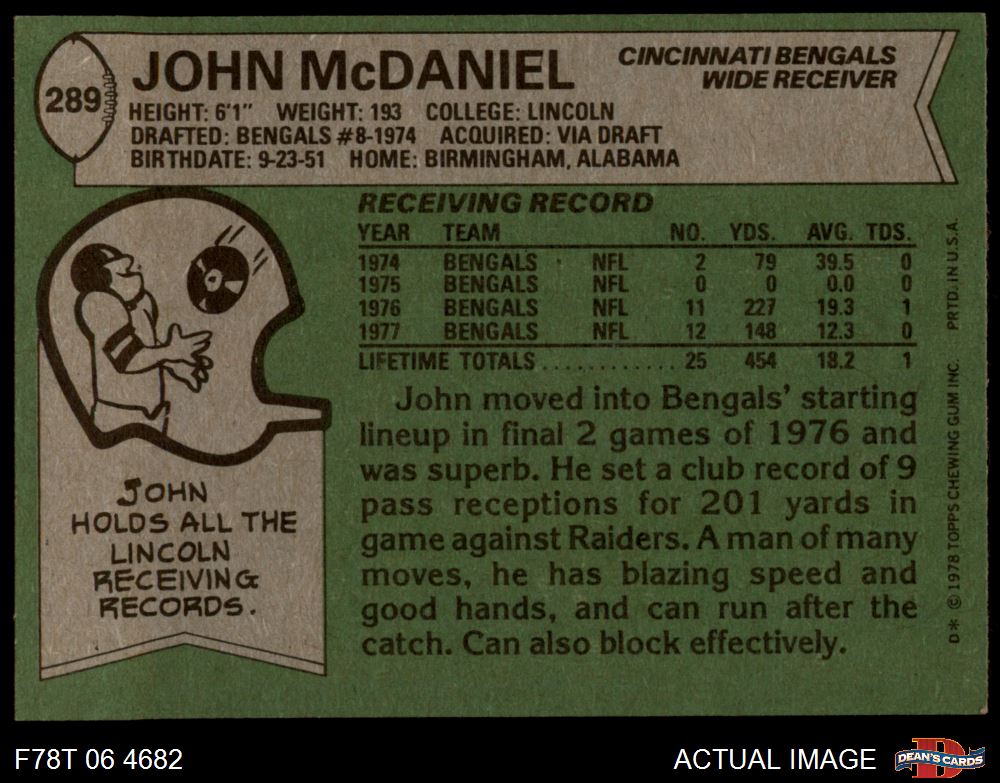 289
JOHN McDANIEL
CINCINNATI BENGALS
WIDE RECEIVER
HEIGHT: 6'1" WEIGHT: 193 COLLEGE: LINCOLN
DRAFTED: BENGALS #8-1974 ACQUIRED: VIA DRAFT
BIRTHDATE: 9-23-51 HOME: BIRMINGHAM, ALABAMA
RECEIVING RECORD
YEAR TEAM NO. YDS. AVG. TDS.
1974 BENGALS NFL 2 79 39.5 0
1975 BENGALS NFL 0 0 0.0 0
1976 BENGALS NFL 11 227 19.3 1
1977 BENGALS NFL 12 148 12.3 0
LIFETIME TOTALS............ 25 454 18.2 1
John moved into Bengals' starting
lineup in final 2 games of 1976 and
was superb. He set a club record of 9
pass receptions for 201 yards in
game against Raiders. A man of many
moves, he has blazing speed and
good hands, and can run after the
catch. Can also block effectively.
JOHN
HOLDS ALL THE
LINCOLN
RECEIVING
RECORDS.
D* © 1978 TOPPS CHEWING GUM INC. PRTD. IN U.S.A.
F78T 06 4682
ACTUAL IMAGE
D
DEAN'S CARDS